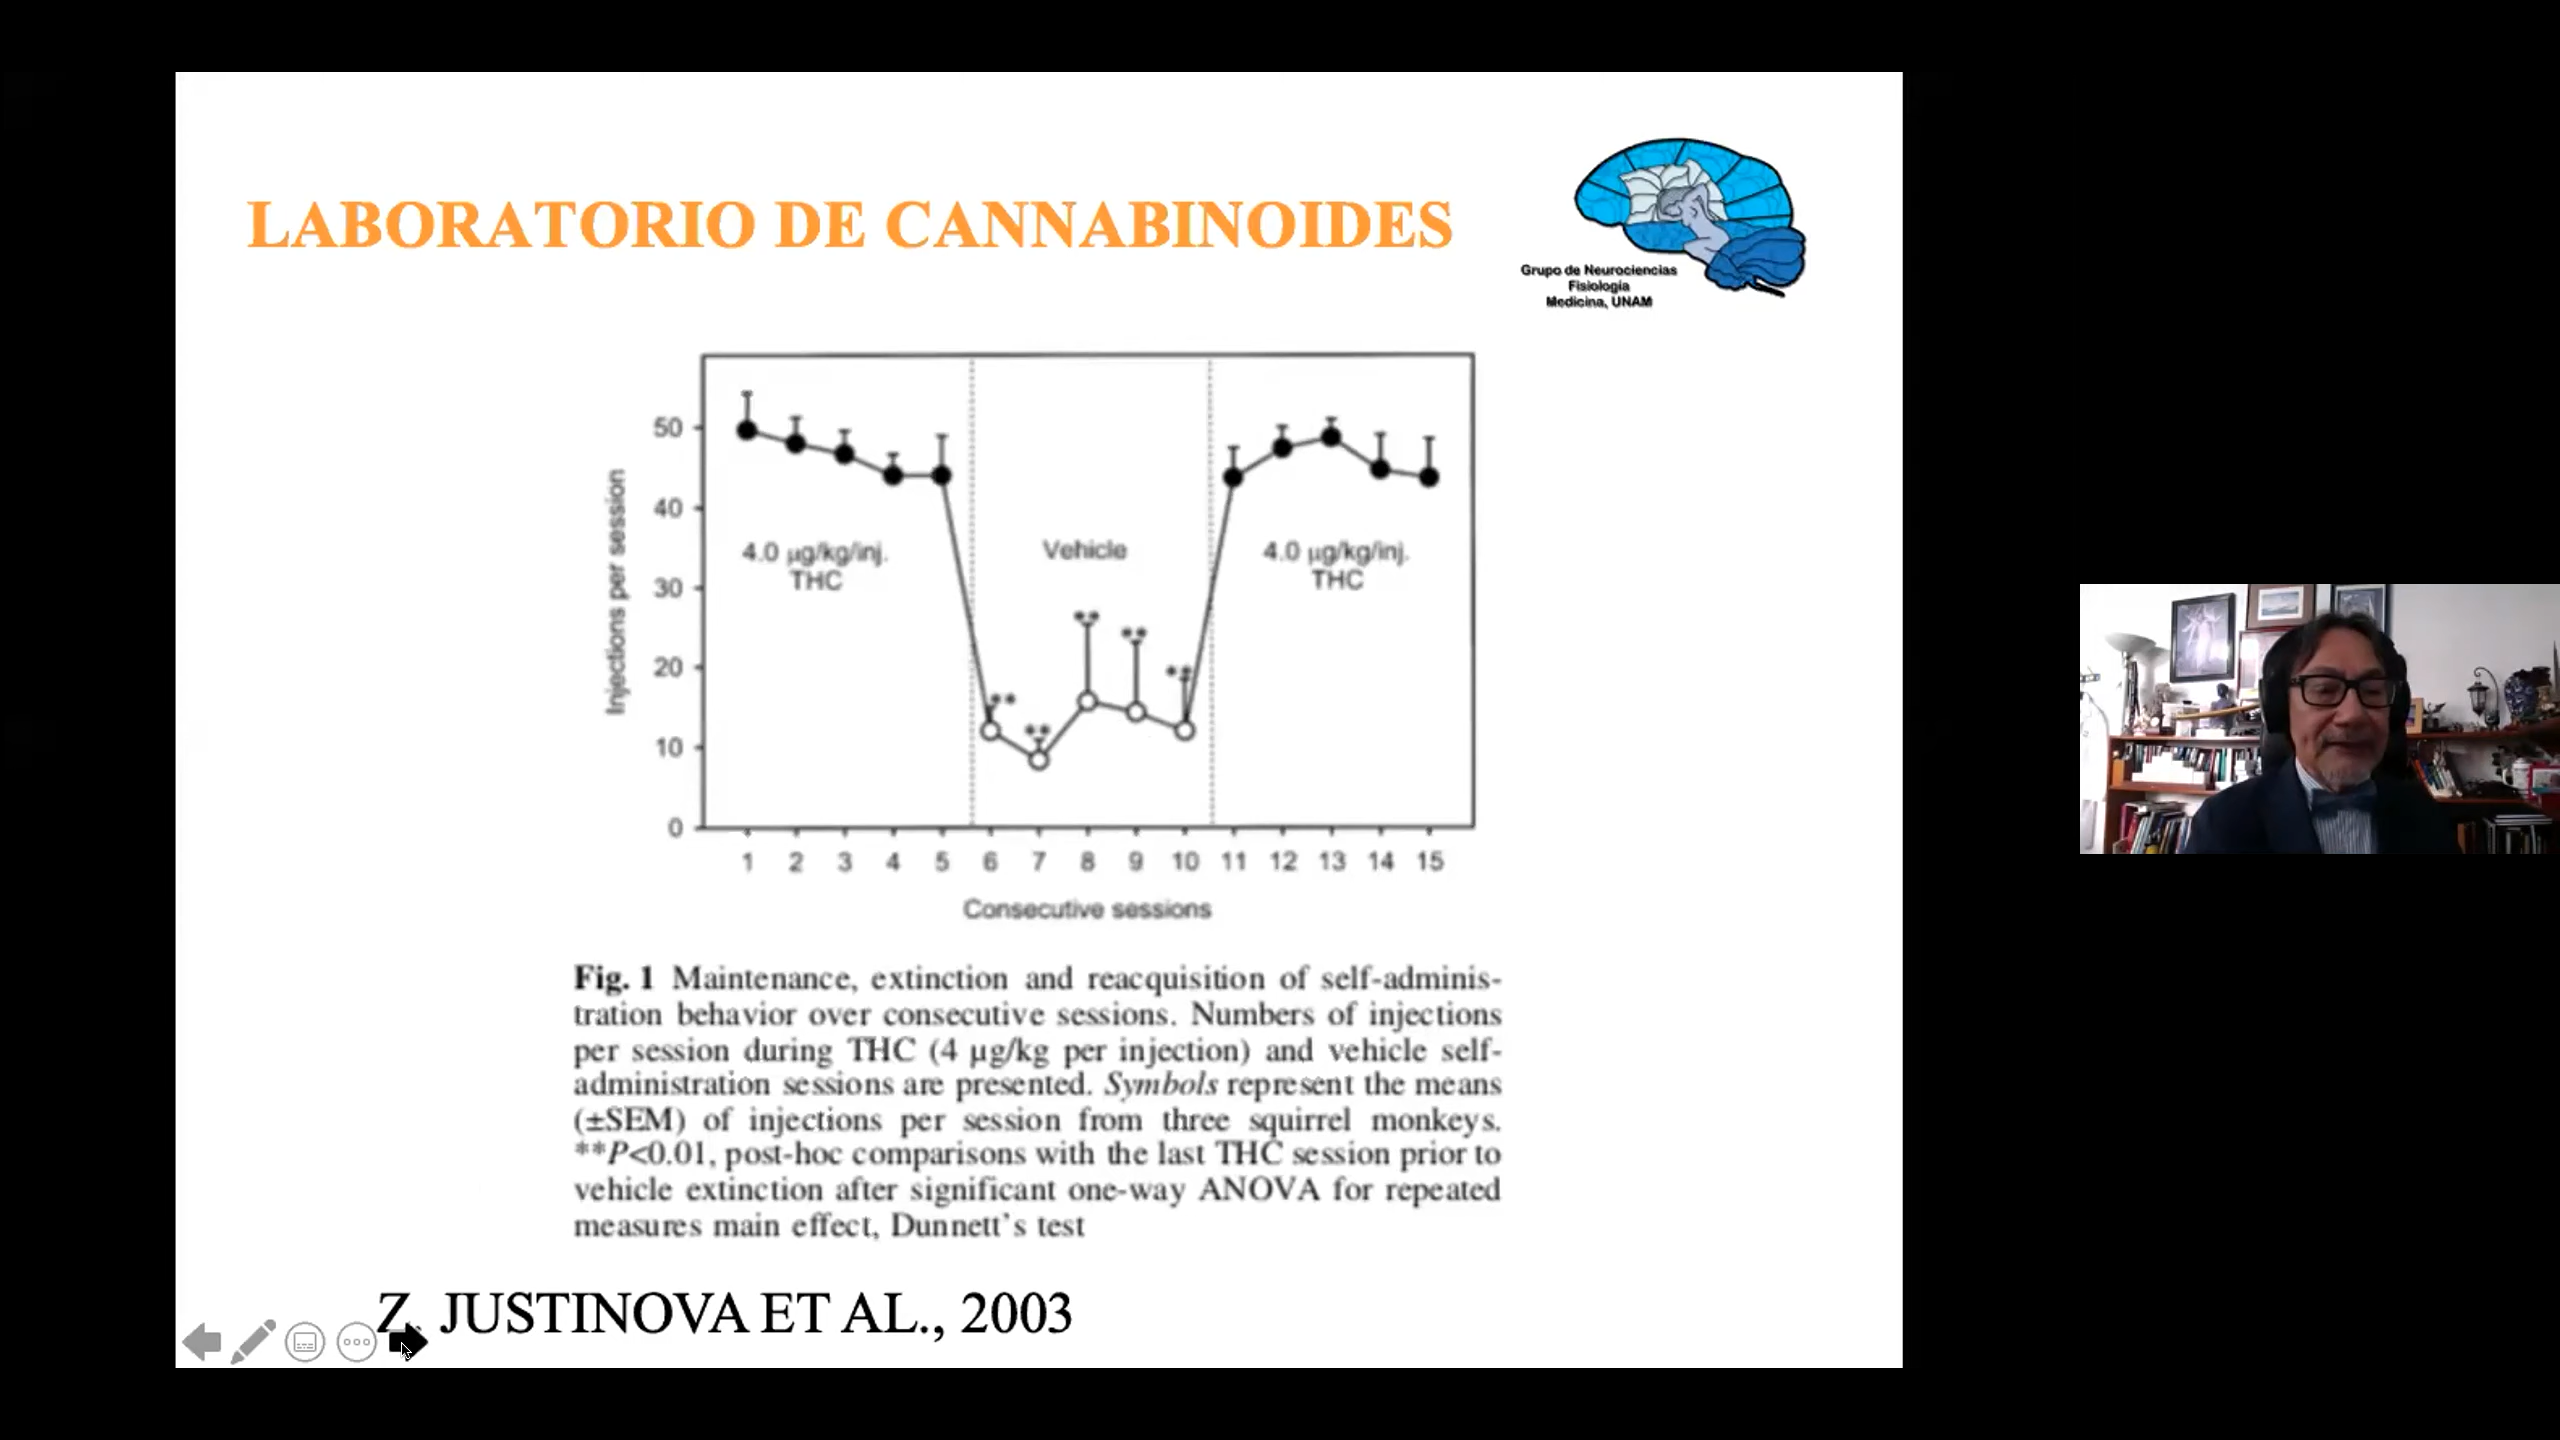 LABORATORIO DE CANNABINOIDES
Grupo de Neurociencias
Fisiología
Medicina, UNAM
50
40
30
20
10
0
Injections per session
4.0 µg/kg/inj.
THC
Vehicle
4.0 µg/kg/inj.
THC
**
**
**
**
**
1 2 3 4 5 6 7 8 9 10 11 12 13 14 15
Consecutive sessions
Fig. 1 Maintenance, extinction and reacquisition of self-adminis-
tration behavior over consecutive sessions. Numbers of injections
per session during THC (4 µg/kg per injection) and vehicle self-
administration sessions are presented. Symbols represent the means
(±SEM) of injections per session from three squirrel monkeys.
**P<0.01, post-hoc comparisons with the last THC session prior to
vehicle extinction after significant one-way ANOVA for repeated
measures main effect, Dunnett's test
Z. JUSTINOVA ET AL., 2003